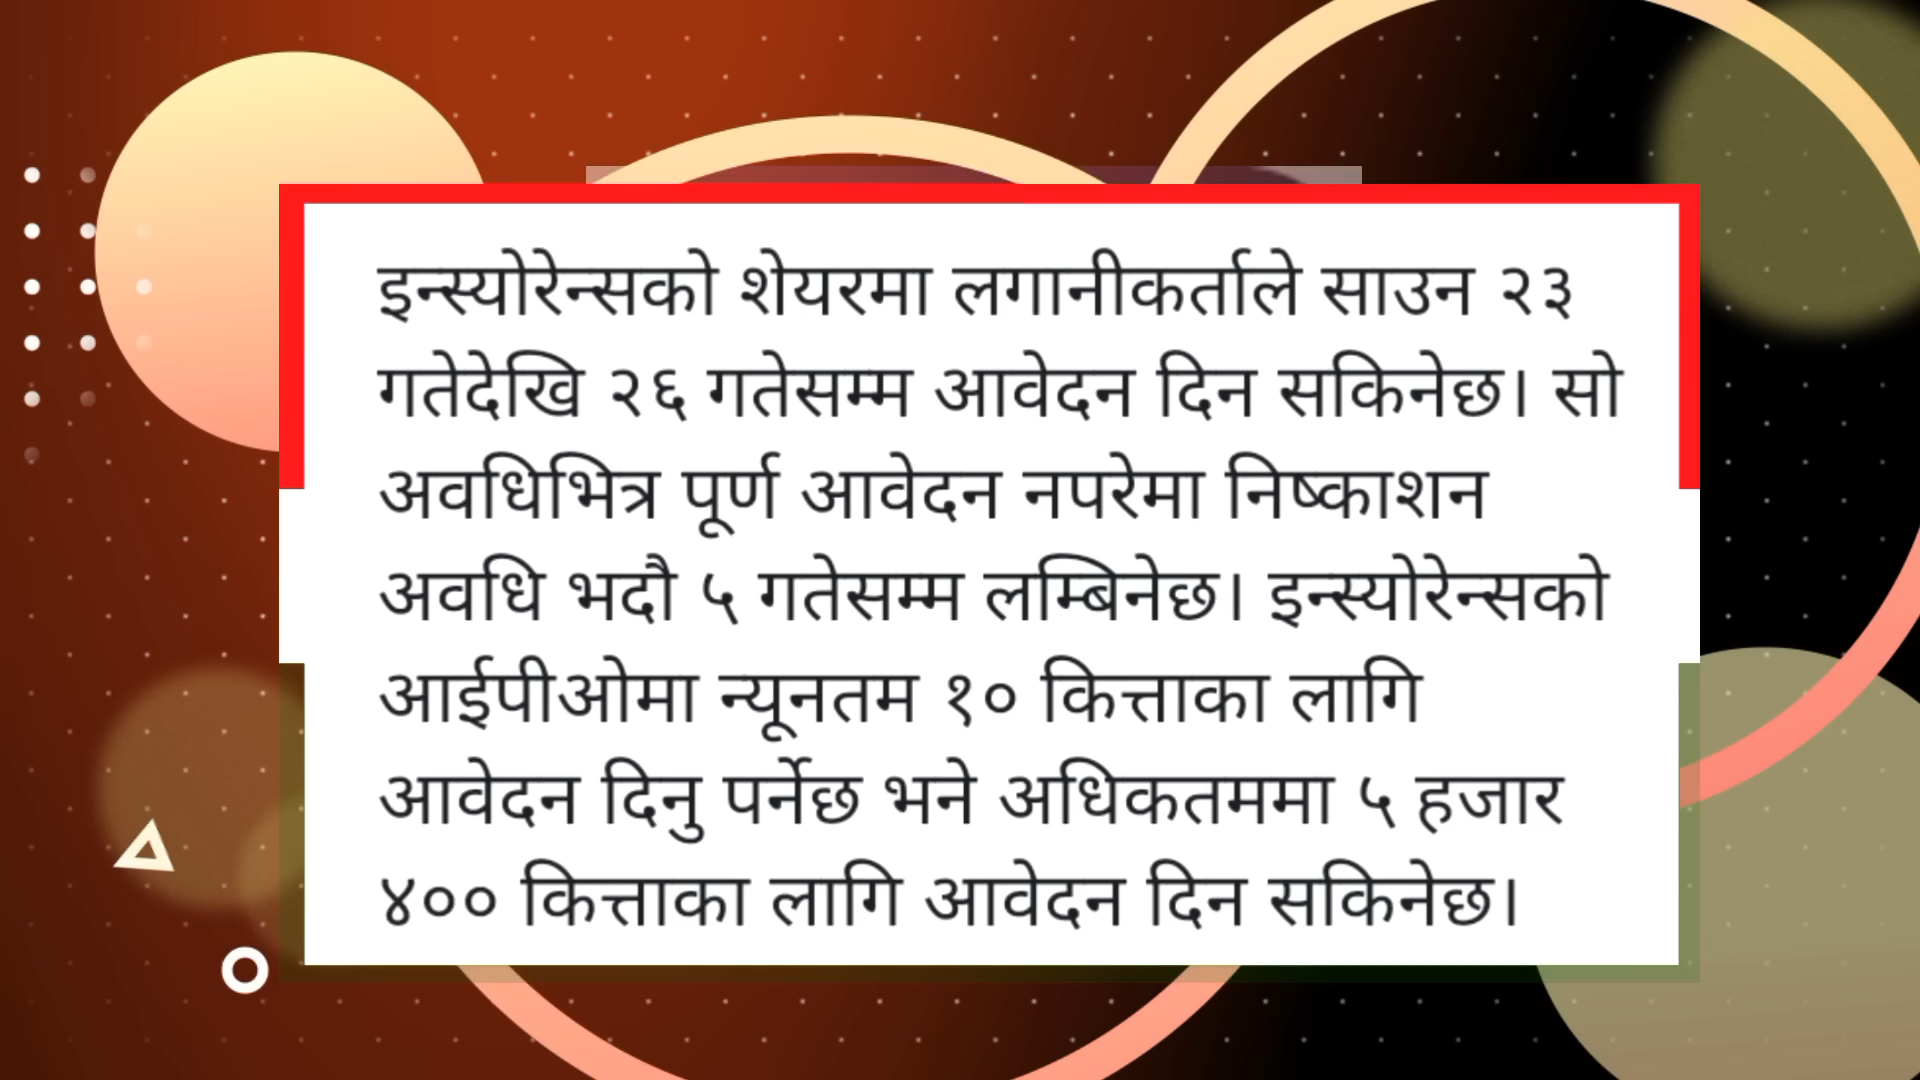 इन्स्योरेन्सको शेयरमा लगानीकर्ताले साउन २३
गतेदेखि २६ गतेसम्म आवेदन दिन सकिनेछ। सो
अवधिभित्र पूर्ण आवेदन नपरेमा निष्काशन
अवधि भदौ ५ गतेसम्म लम्बिनेछ। इन्स्योरेन्सको
आईपीओमा न्यूनतम १० कित्ताका लागि
आवेदन दिनु पर्नेछ भने अधिकतममा ५ हजार
४०० कित्ताका लागि आवेदन दिन सकिनेछ।